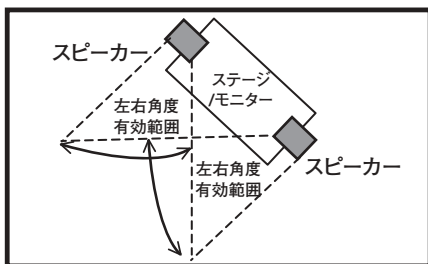 スピーカー
ステージ
/モニター
左右角度
有効範囲
左右角度
有効範囲
スピーカー